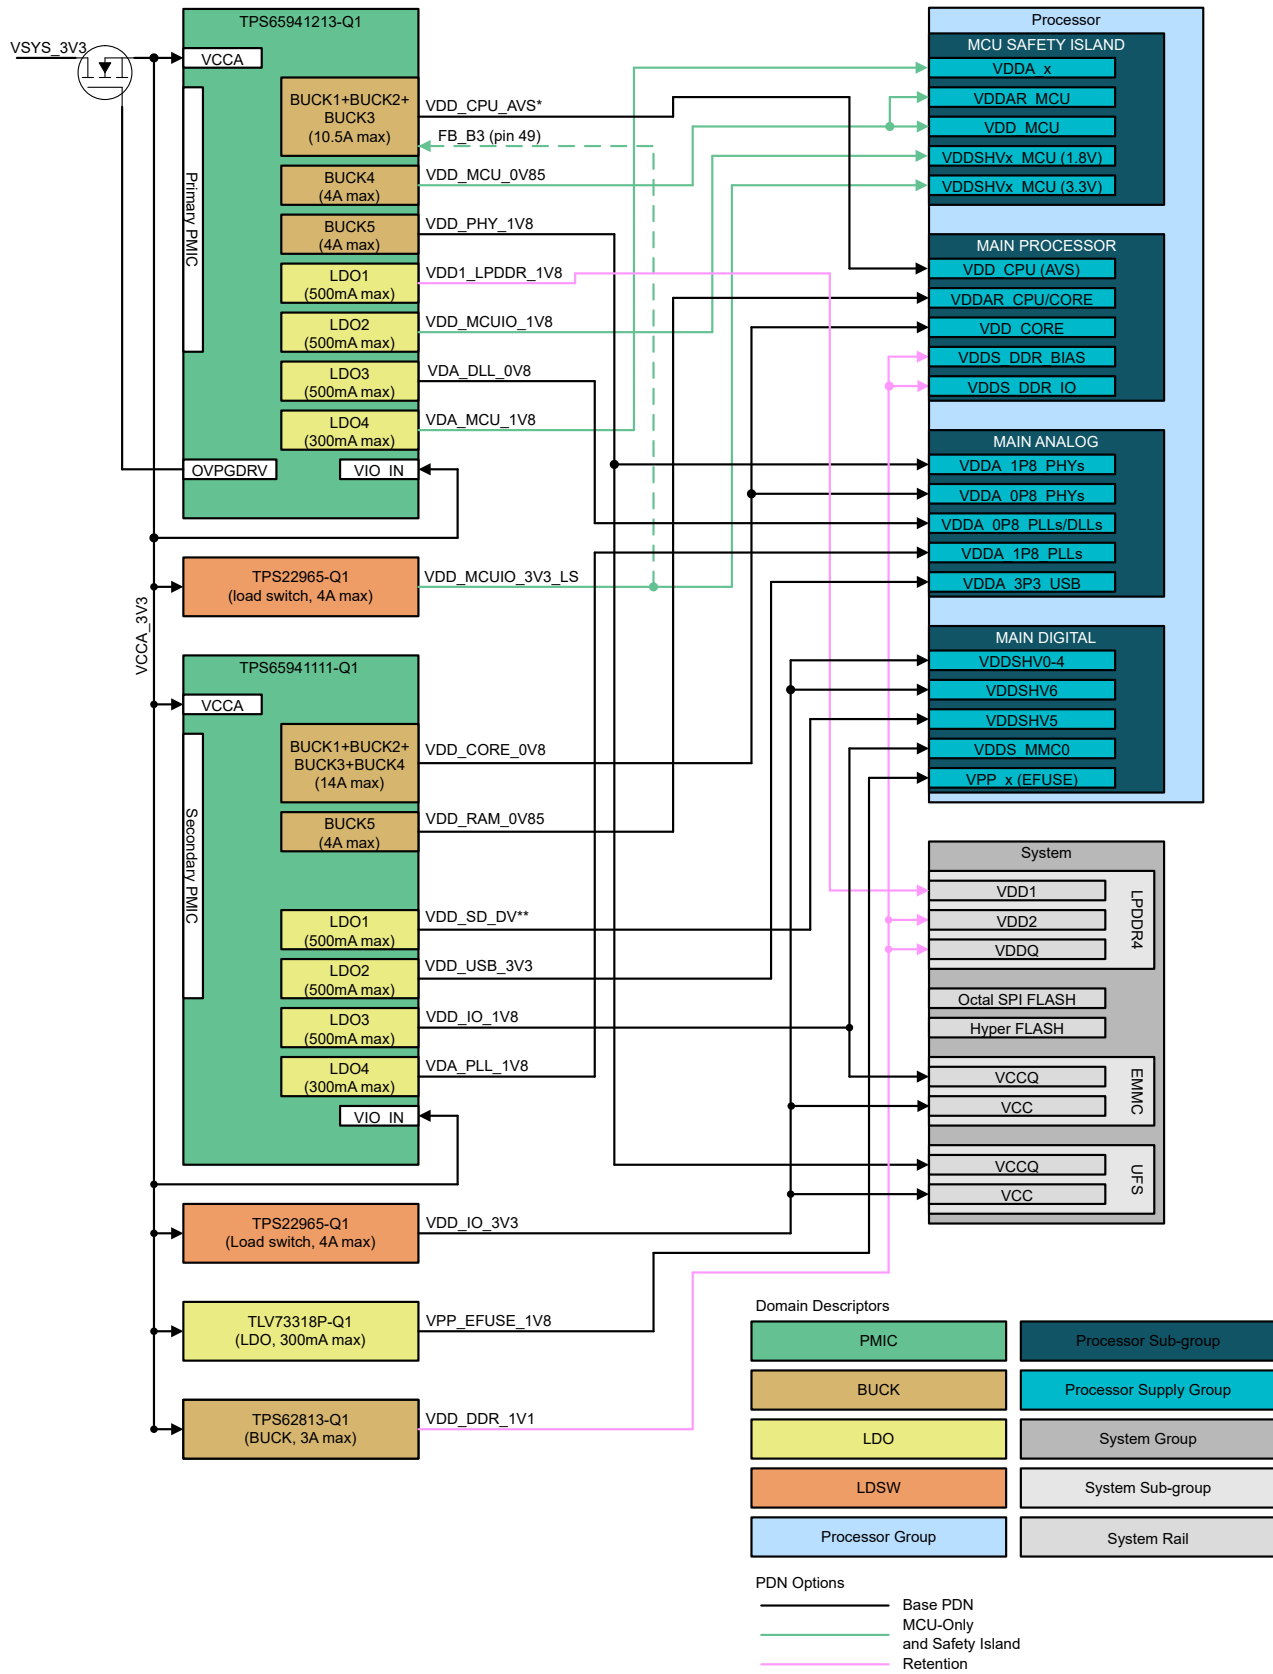 VSYS_3V3
TPS65941213-Q1
VCCA
Primary PMIC
BUCK1+BUCK2+
BUCK3
(10.5A max)
VDD_CPU_AVS*
FB_B3 (pin 49)
BUCK4
(4A max)
VDD_MCU_0V85
BUCK5
(4A max)
VDD_PHY_1V8
LDO1
(500mA max)
VDD1_LPDDR_1V8
LDO2
(500mA max)
VDD_MCUIO_1V8
LDO3
(500mA max)
VDA_DLL_0V8
LDO4
(300mA max)
VDA_MCU_1V8
OVPGDRV
VIO_IN
TPS22965-Q1
(load switch, 4A max)
VDD_MCUIO_3V3_LS
VCCA_3V3
TPS65941111-Q1
VCCA
Secondary PMIC
BUCK1+BUCK2+
BUCK3+BUCK4
(14A max)
VDD_CORE_0V8
BUCK5
(4A max)
VDD_RAM_0V85
LDO1
(500mA max)
VDD_SD_DV**
LDO2
(500mA max)
VDD_USB_3V3
LDO3
(500mA max)
VDD_IO_1V8
LDO4
(300mA max)
VDA_PLL_1V8
VIO_IN
TPS22965-Q1
(Load switch, 4A max)
VDD_IO_3V3
TLV73318P-Q1
(LDO, 300mA max)
VPP_EFUSE_1V8
TPS62813-Q1
(BUCK, 3A max)
VDD_DDR_1V1
Processor
MCU SAFETY ISLAND
VDDA_x
VDDAR_MCU
VDD_MCU
VDDSHVx_MCU (1.8V)
VDDSHVx_MCU (3.3V)
MAIN PROCESSOR
VDD_CPU (AVS)
VDDAR_CPU/CORE
VDD_CORE
VDDS_DDR_BIAS
VDDS_DDR_IO
MAIN ANALOG
VDDA_1P8_PHYs
VDDA_0P8_PHYs
VDDA_0P8_PLLs/DLLs
VDDA_1P8_PLLs
VDDA_3P3_USB
MAIN DIGITAL
VDDSHV0-4
VDDSHV6
VDDSHV5
VDDS_MMC0
VPP_x (EFUSE)
System
LPDDR4
VDD1
VDD2
VDDQ
Octal SPI FLASH
Hyper FLASH
EMMC
VCCQ
VCC
UFS
VCCQ
VCC
Domain Descriptors
PMIC
Processor Sub-group
BUCK
Processor Supply Group
LDO
System Group
LDSW
System Sub-group
Processor Group
System Rail
PDN Options
Base PDN
MCU-Only
and Safety Island
Retention